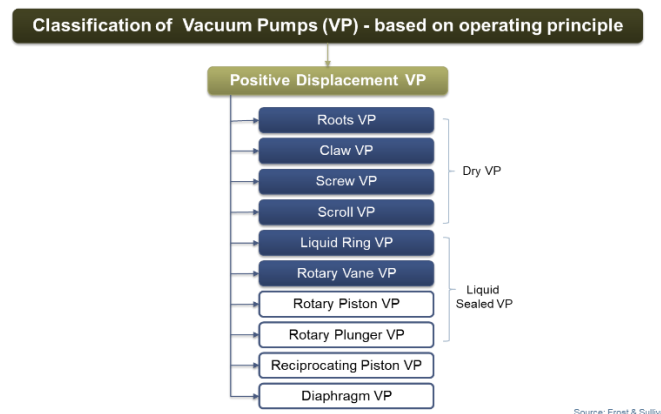 Classification of Vacuum Pumps (VP) - based on operating principle
Positive Displacement VP
Roots VP
Claw VP
Screw VP
Scroll VP
Dry VP
Liquid Ring VP
Rotary Vane VP
Rotary Piston VP
Rotary Plunger VP
Liquid
Sealed VP
Reciprocating Piston VP
Diaphragm VP
Source: Frost &